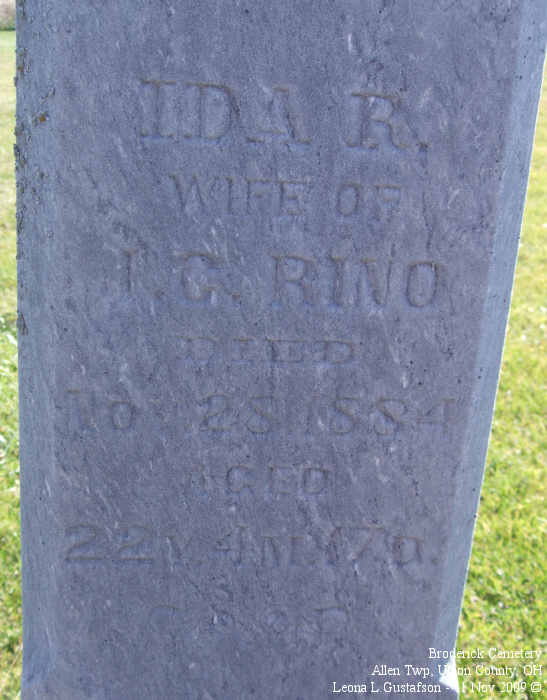 IDA R.
WIFE OF
I. C. RINO
DIED
Nov 28 1884
AGED
22Y. 4M. 17D.
Broderick Cemetery
Allen Twp, Union County, OH
Leona L Gustafson - 1 Nov 2009 ©